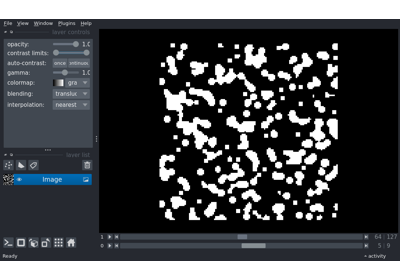 File View Window Plugins Help
layer controls
opacity: 1.0
contrast limits:
auto-contrast: once
gamma: 1.0
colormap: gra
blending: translu
interpolation: nearest
layer list
Image
1 64 127
0 5 9
Ready activity